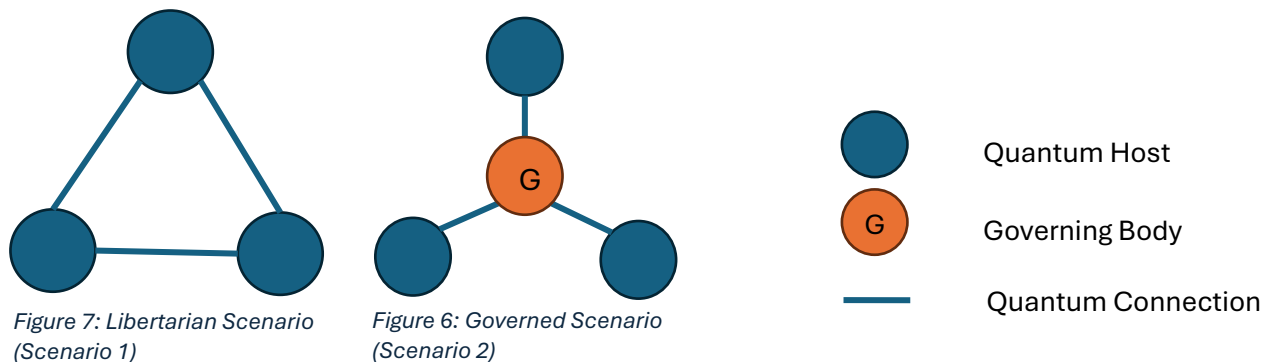 G
Figure 7: Libertarian Scenario
(Scenario 1)
Figure 6: Governed Scenario
(Scenario 2)
Quantum Host
G
Governing Body
Quantum Connection